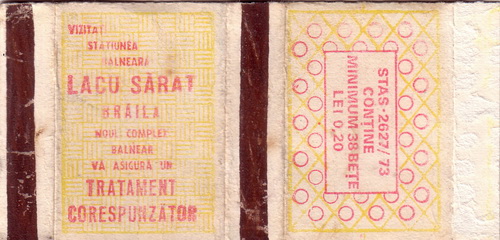 VIZITAȚI
STAȚIUNEA
BALNEARĂ
LACU SĂRAT
BRĂILA
NOUL COMPLEX
BALNEAR
VĂ ASIGURĂ UN
TRATAMENT
CORESPUNZĂTOR
STAS·2627/73
CONȚINE
MINIMUM 38 BEȚE
LEI 0,20